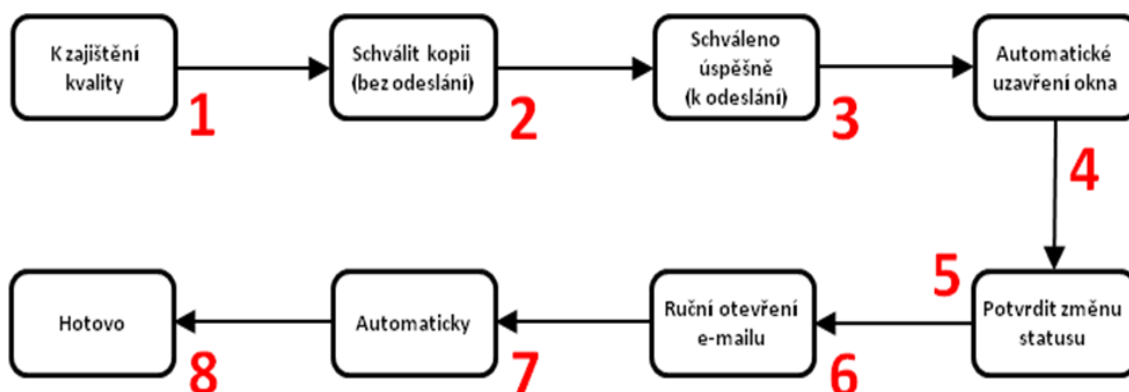 K zajištění
kvality
1
Schválit kopii
(bez odeslání)
2
Schváleno
úspěšně
(k odeslání)
3
Automatické
uzavření okna
4
5
Potvrdit změnu
statusu
6
Ruční otevření
e-mailu
7
Automaticky
8
Hotovo